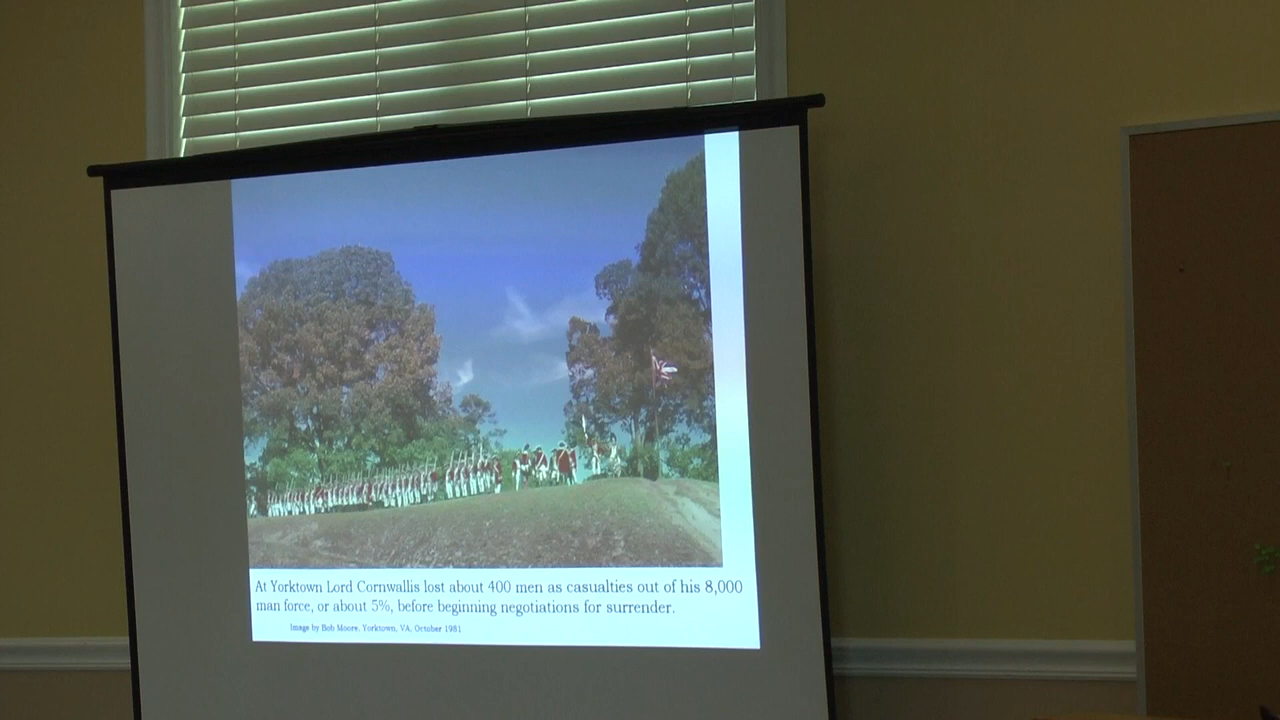 At Yorktown Lord Cornwallis lost about 400 men as casualties out of his 8,000
man force, or about 5%, before beginning negotiations for surrender.
Image by Bob Moore, Yorktown, VA, October 1981